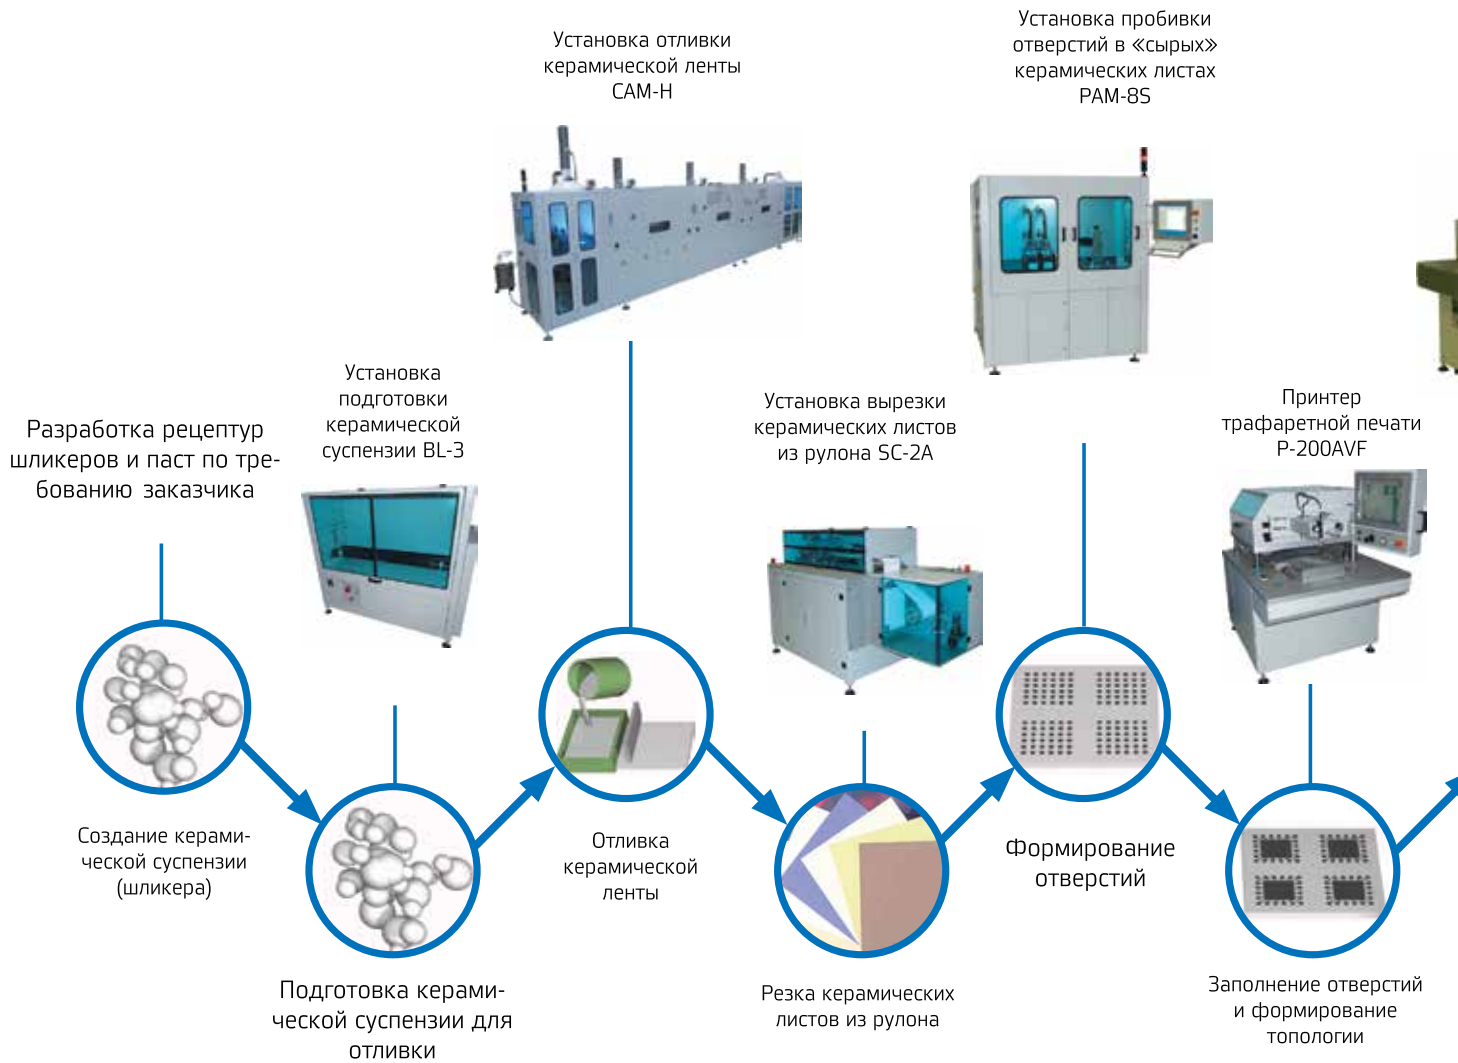 Установка отливки
керамической ленты
CAM-H
Установка пробивки
отверстий в «сырых»
керамических листах
PAM-8S
Установка
подготовки
керамической
суспензии BL-3
Разработка рецептур
шликеров и паст по тре-
бованию заказчика
Установка вырезки
керамических листов
из рулона SC-2A
Принтер
трафаретной печати
P-200AVF
Создание керами-
ческой суспензии
(шликера)
Подготовка керами-
ческой суспензии для
отливки
Отливка
керамической
ленты
Резка керамических
листов из рулона
Формирование
отверстий
Заполнение отверстий
и формирование
топологии